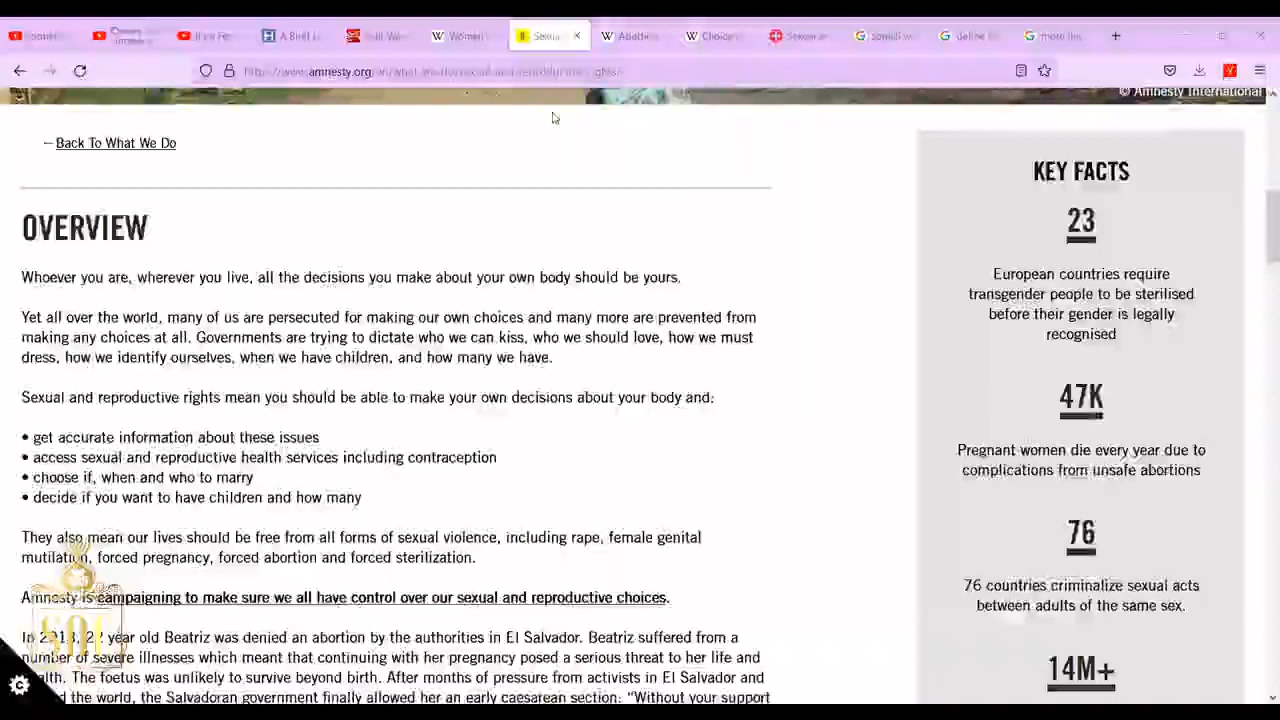 Women
Sexua
Abortio
Choice
define
more
© Amnesty International
←Back To What We Do
OVERVIEW
Whoever you are, wherever you live, all the decisions you make about your own body should be yours.
Yet all over the world, many of us are persecuted for making our own choices and many more are prevented from
making any choices at all. Governments are trying to dictate who we can kiss, who we should love, how we must
dress, how we identify ourselves, when we have children, and how many we have.
Sexual and reproductive rights mean you should be able to make your own decisions about your body and:
• get accurate information about these issues
• access sexual and reproductive health services including contraception
• choose if, when and who to marry
• decide if you want to have children and how many
They also mean our lives should be free from all forms of sexual violence, including rape, female genital
mutilation, forced pregnancy, forced abortion and forced sterilization.
Amnesty is campaigning to make sure we all have control over our sexual and reproductive choices.
In year old Beatriz was denied an abortion by the authorities in El Salvador. Beatriz suffered from a
number of severe illnesses which meant that continuing with her pregnancy posed a serious threat to her life and
The foetus was unlikely to survive beyond birth. After months of pressure from activists in El Salvador and
the world, the Salvadoran government finally allowed her an early caesarean section: “Without your support
KEY FACTS
23
European countries require
transgender people to be sterilised
before their gender is legally
recognised
47K
Pregnant women die every year due to
complications from unsafe abortions
76
76 countries criminalize sexual acts
between adults of the same sex.
14M+